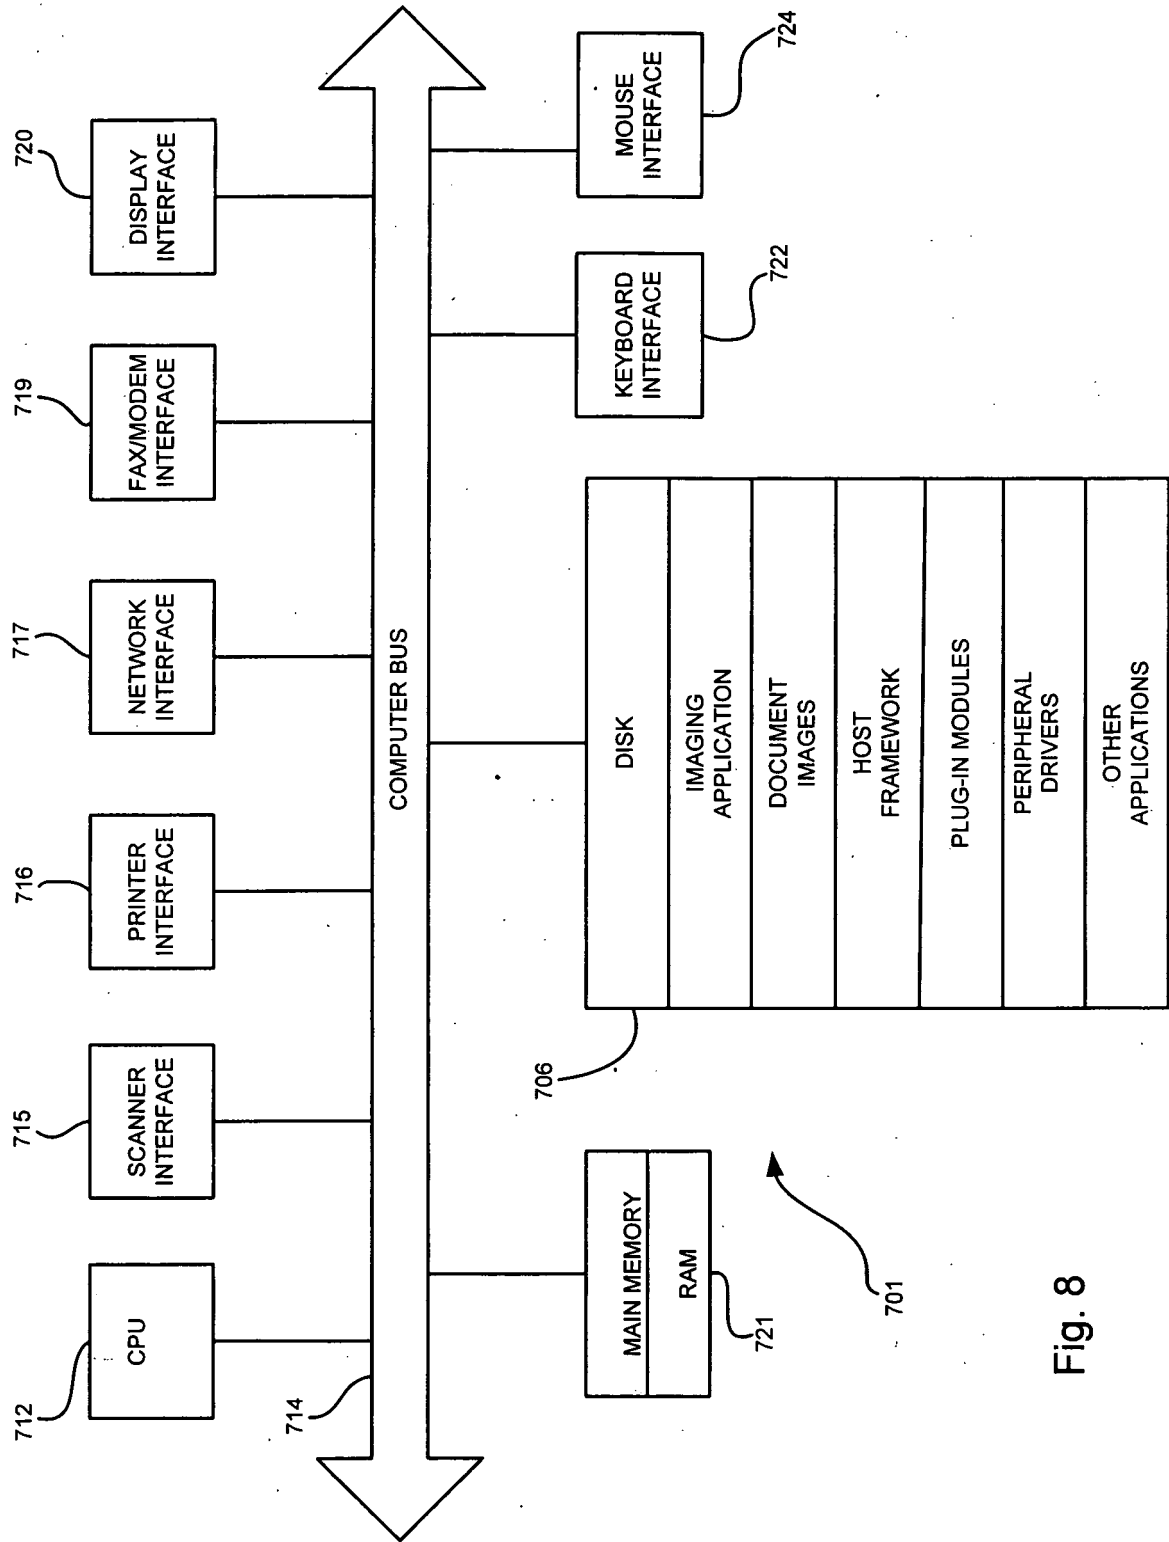 712
715
716
717
719
720
CPU
SCANNER
INTERFACE
PRINTER
INTERFACE
NETWORK
INTERFACE
FAX/MODEM
INTERFACE
DISPLAY
INTERFACE
714
COMPUTER BUS
MAIN MEMORY
RAM
721
701
706
DISK
IMAGING
APPLICATION
DOCUMENT
IMAGES
HOST
FRAMEWORK
PLUG-IN MODULES
PERIPHERAL
DRIVERS
OTHER
APPLICATIONS
KEYBOARD
INTERFACE
722
MOUSE
INTERFACE
724
Fig. 8